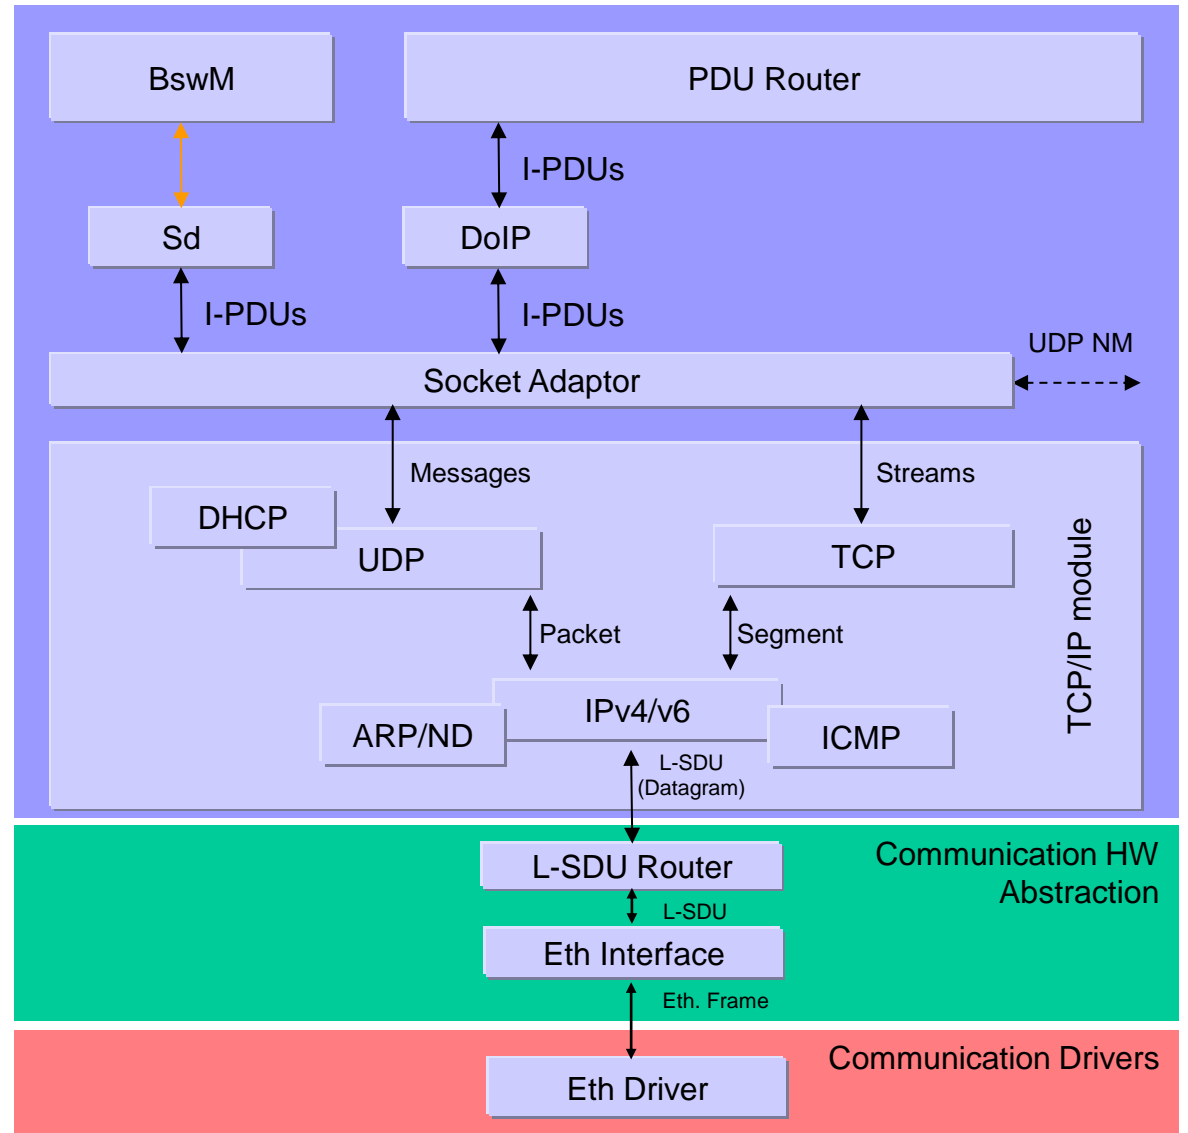 BswM
PDU Router
I-PDUs
Sd
DoIP
I-PDUs
I-PDUs
UDP NM
Socket Adaptor
Messages
Streams
DHCP
UDP
TCP
Packet
Segment
TCP/IP module
IPv4/v6
ARP/ND
ICMP
L-SDU
(Datagram)
Communication HW
Abstraction
L-SDU Router
L-SDU
Eth Interface
Eth. Frame
Communication Drivers
Eth Driver